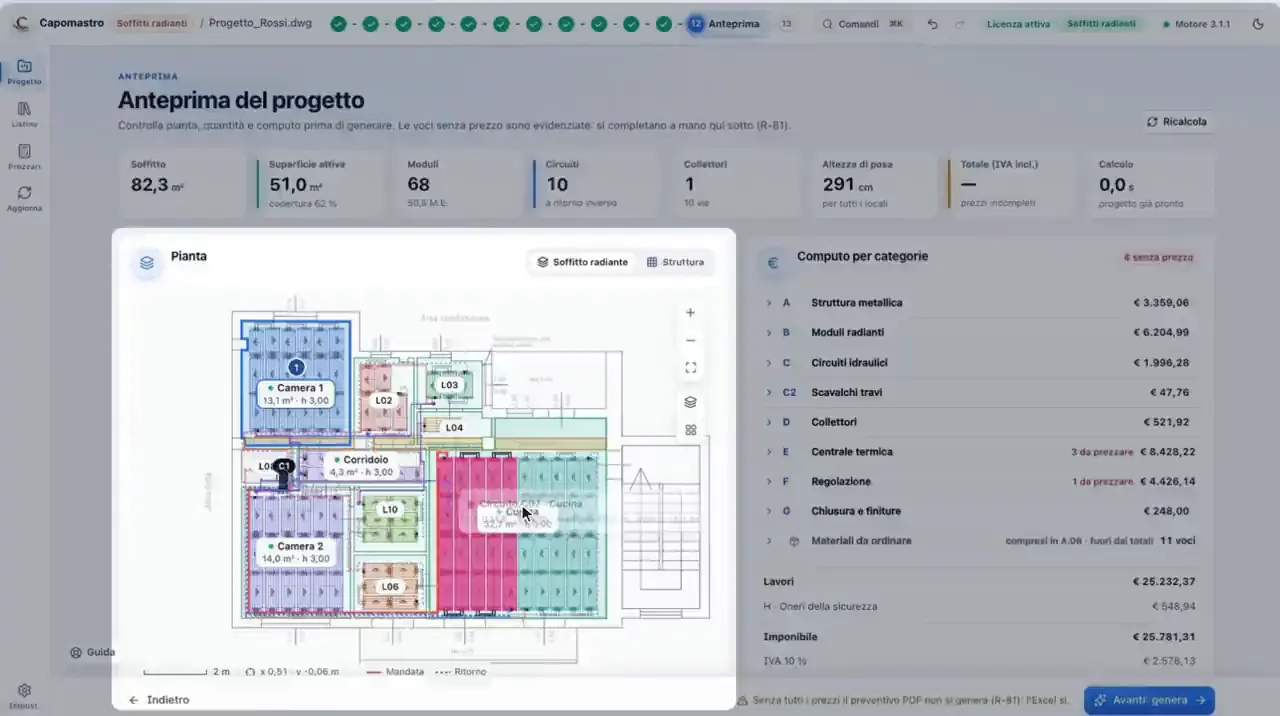 Capomastro Soffitti radianti / Progetto_Rossi.dwg 12 Anteprima 13 Comandi ⌘K Licenza attiva Soffitti radianti Motore 3.1.1
Progetto
Listino
Prezzari
Aggiorna
ANTEPRIMA
Anteprima del progetto
Controlla pianta, quantità e computo prima di generare. Le voci senza prezzo sono evidenziate: si completano a mano qui sotto (R-81).
Ricalcola
Soffitto
82,3 m²
Superficie attiva
51,0 m²
copertura 62 %
Moduli
68
50,8 M.E.
Circuiti
10
a ritorno inverso
Collettori
1
10 vie
Altezza di posa
291 cm
per tutti i locali
Totale (IVA incl.)
—
prezzi incompleti
Calcolo
0,0 s
progetto già pronto
Pianta
Soffitto radiante Struttura
1
Camera 1
13,1 m² · h 3,00
L02
L03
L04
C1
Corridoio
4,3 m² · h 3,00
L10
Camera 2
14,0 m² · h 3,00
L06
2 m
Mandata
Ritorno
Indietro
Computo per categorie
4 senza prezzo
A Struttura metallica € 3.359,06
B Moduli radianti € 6.204,99
C Circuiti idraulici € 1.996,28
C2 Scavalchi travi € 47,76
D Collettori € 521,92
E Centrale termica 3 da prezzare € 8.428,22
F Regolazione 1 da prezzare € 4.426,14
G Chiusura e finiture € 248,00
Materiali da ordinare compresi in A.08 · fuori dai totali 11 voci
Lavori € 25.232,37
H · Oneri della sicurezza € 548,94
Imponibile € 25.781,31
IVA 10 % € 2.578,13
Guida
Senza tutti i prezzi il preventivo PDF non si genera (R-81): l'Excel sì.
Avanti: genera